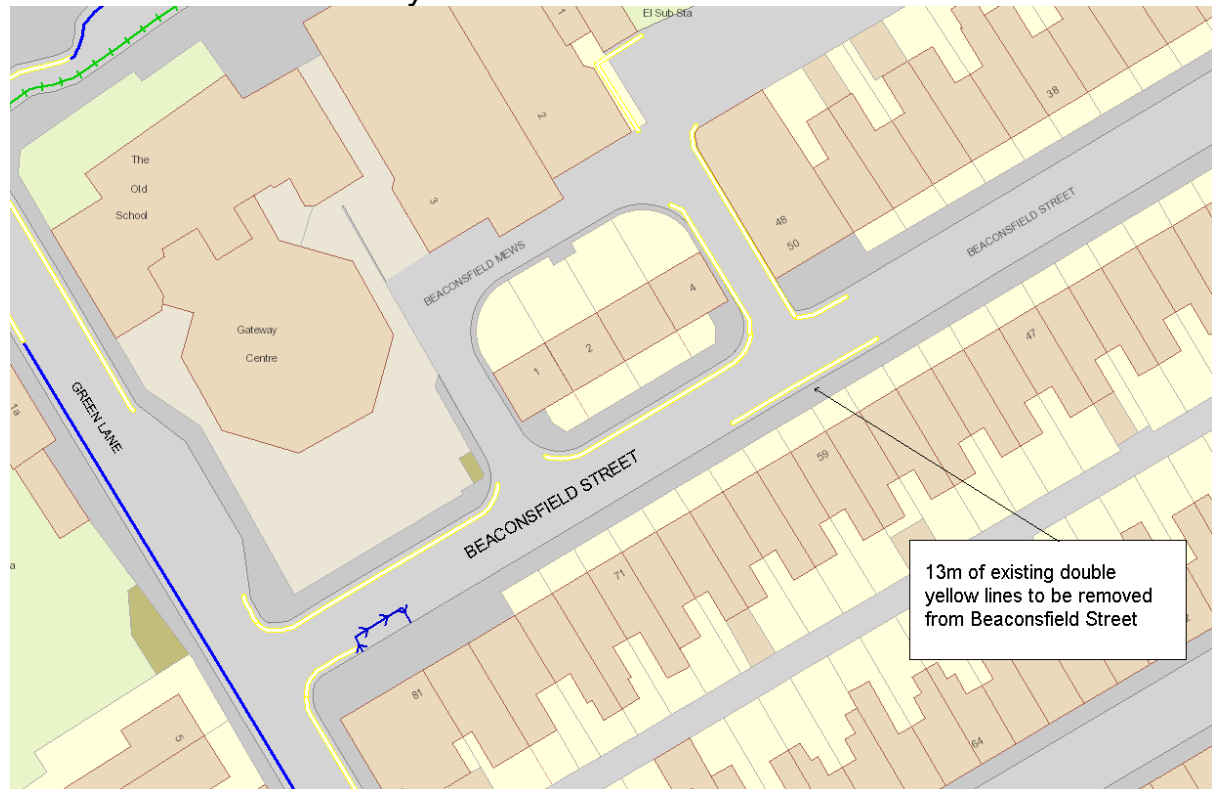 El Sub Sta
1
2
3
38
The
Old
School
48
50
BEACONSFIELD STREET
BEACONSFIELD MEWS
4
2
1
47
Gateway
Centre
GREEN LANE
1a
59
BEACONSFIELD STREET
71
13m of existing double
yellow lines to be removed
from Beaconsfield Street
a
81
5
64